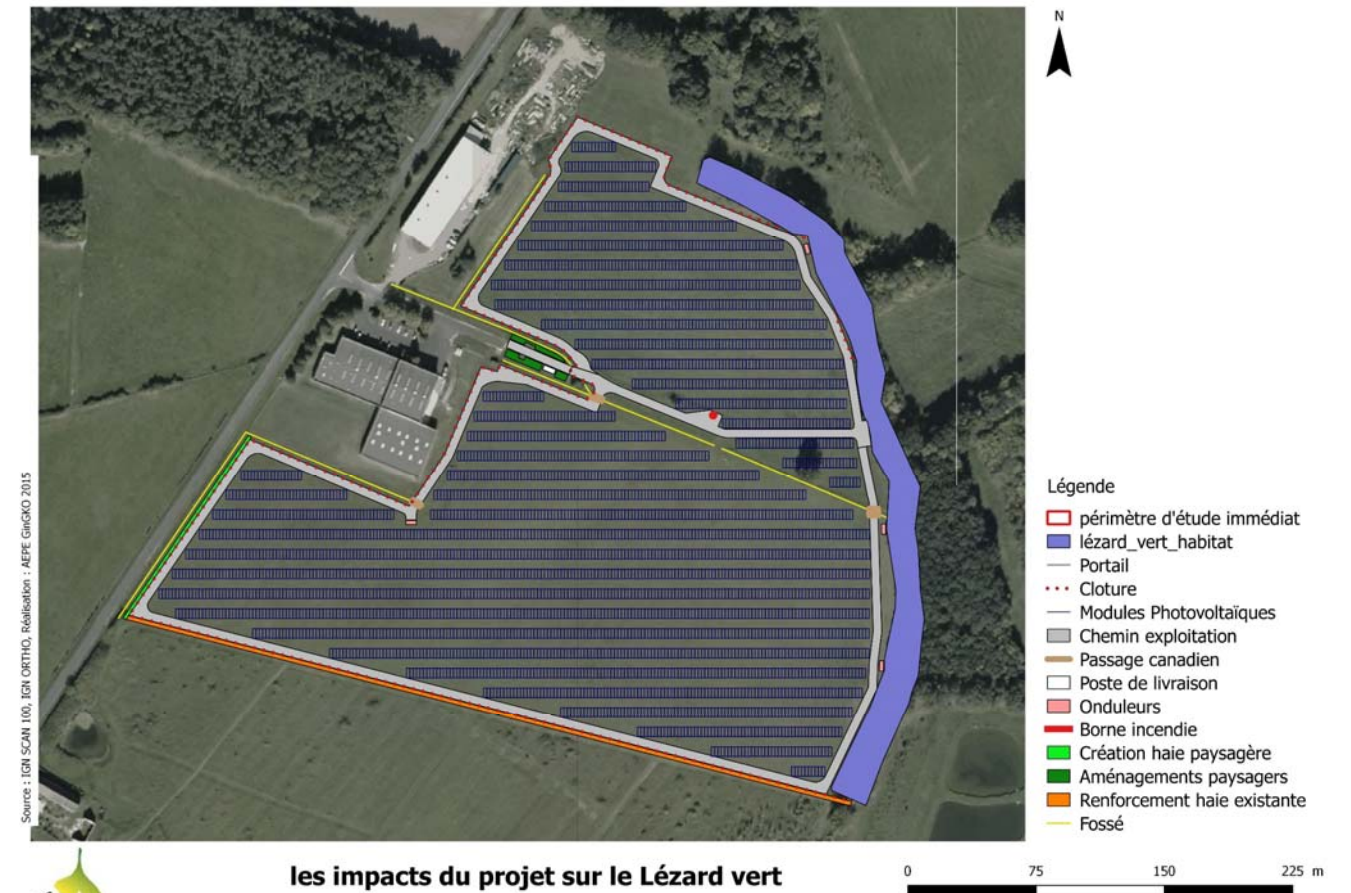 N
Légende
périmètre d'étude immédiat
lézard_vert_habitat
Portail
Cloture
Modules Photovoltaïques
Chemin exploitation
Passage canadien
Poste de livraison
Onduleurs
Borne incendie
Création haie paysagère
Aménagements paysagers
Renforcement haie existante
Fossé
Source : IGN SCAN 100, IGN ORTHO, Réalisation : AEPE GinGKO 2015
les impacts du projet sur le Lézard vert
0 75 150 225 m